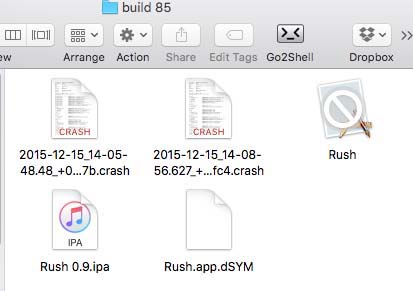 build 85
ew
Arrange
Action
Share
Edit Tags
Go2Shell
Dropbox
CRASH
CRASH
2015-12-15_14-05-
48.48_+0...7b.crash
2015-12-15_14-08-
56.627_+...fc4.crash
Rush
IPA
Rush 0.9.ipa
Rush.app.dSYM